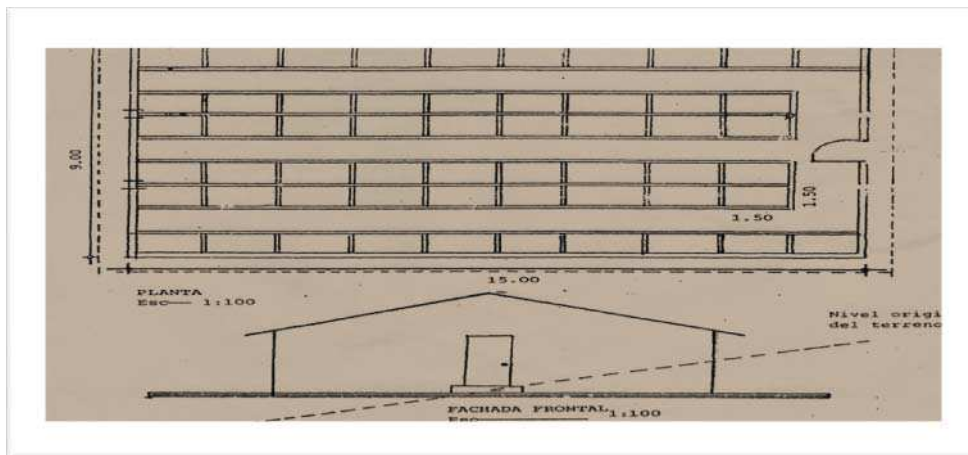 9.00
1.50
1.50
15.00
PLANTA
Esc— 1:100
Nivel origi
del terreno
FACHADA FRONTAL
Esc 1:100